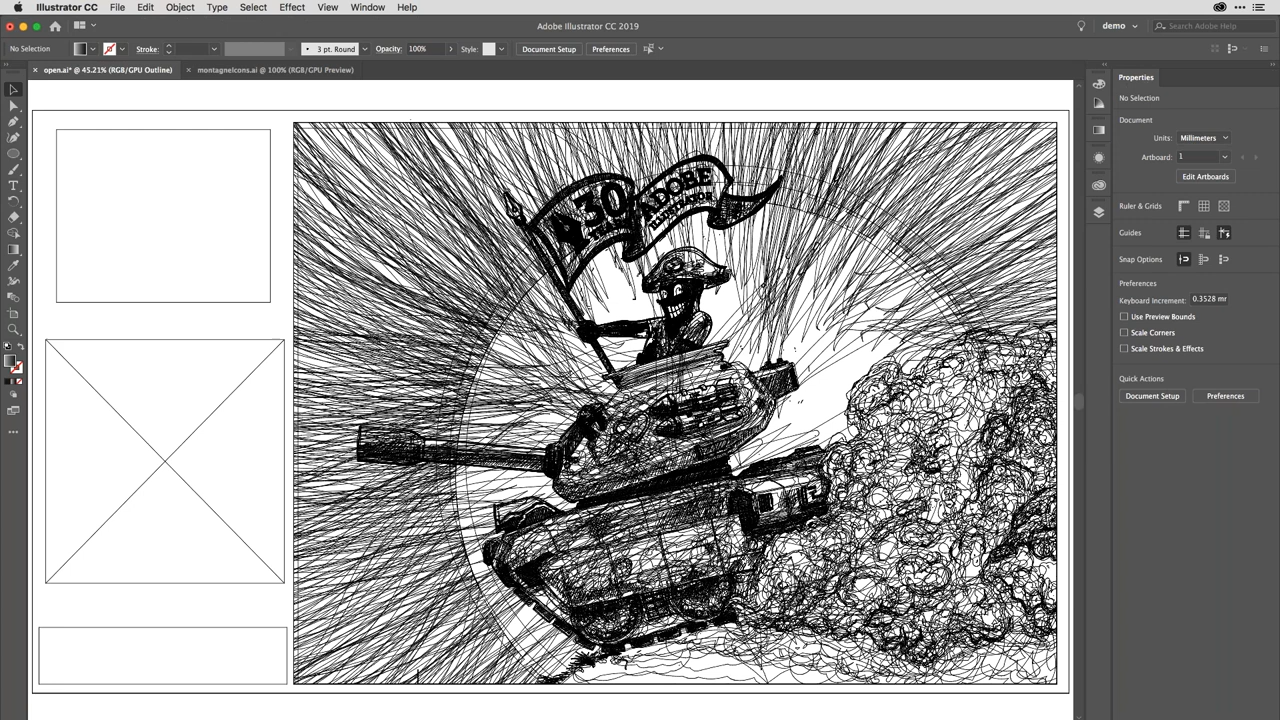 Illustrator CC File Edit Object Type Select Effect View Window Help
Adobe Illustrator CC 2019
demo
Search Adobe Help
No Selection
Stroke:
3 pt. Round
Opacity: 100%
Style:
Document Setup
Preferences
open.ai* @ 45.21% (RGB/GPU Outline)
montagneIcons.ai @ 100% (RGB/GPU Preview)
Properties
No Selection
Document
Units: Millimeters
Artboard: 1
Edit Artboards
Ruler & Grids
Guides
Snap Options
Preferences
Keyboard Increment: 0.3528 mr
Use Preview Bounds
Scale Corners
Scale Strokes & Effects
Quick Actions
Document Setup
Preferences
30
ADOBE
ILLUSTRATOR